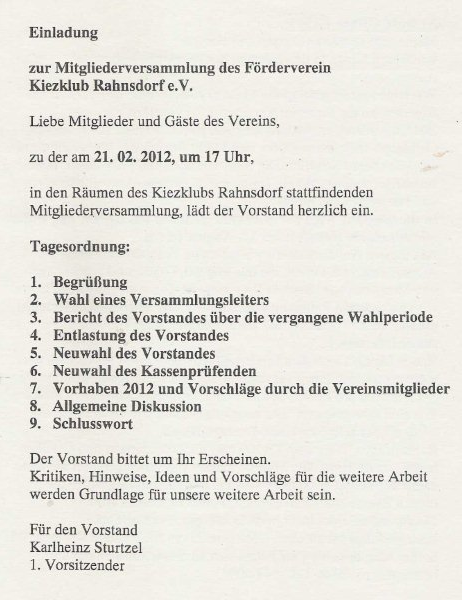 Einladung
zur Mitgliederversammlung des Förderverein
Kiezklub Rahnsdorf e.V.
Liebe Mitglieder und Gäste des Vereins,
zu der am 21. 02. 2012, um 17 Uhr,
in den Räumen des Kiezklubs Rahnsdorf stattfindenden
Mitgliederversammlung, lädt der Vorstand herzlich ein.
Tagesordnung:
1. Begrüßung
2. Wahl eines Versammlungsleiters
3. Bericht des Vorstandes über die vergangene Wahlperiode
4. Entlastung des Vorstandes
5. Neuwahl des Vorstandes
6. Neuwahl des Kassenprüfenden
7. Vorhaben 2012 und Vorschläge durch die Vereinsmitglieder
8. Allgemeine Diskussion
9. Schlusswort
Der Vorstand bittet um Ihr Erscheinen.
Kritiken, Hinweise, Ideen und Vorschläge für die weitere Arbeit
werden Grundlage für unsere weitere Arbeit sein.
Für den Vorstand
Karlheinz Sturtzel
1. Vorsitzender